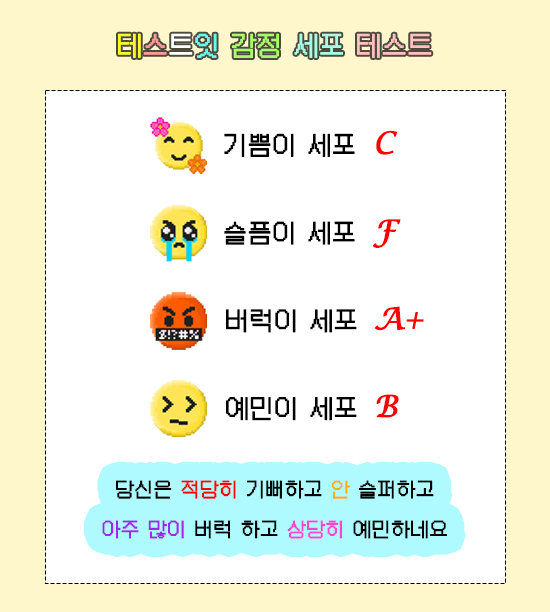 테스트잇 감정 세포 테스트
기쁨이 세포 C
슬픔이 세포 F
버럭이 세포 A+
$!?#%
예민이 세포 B
당신은 적당히 기뻐하고 안 슬퍼하고
아주 많이 버럭 하고 상당히 예민하네요